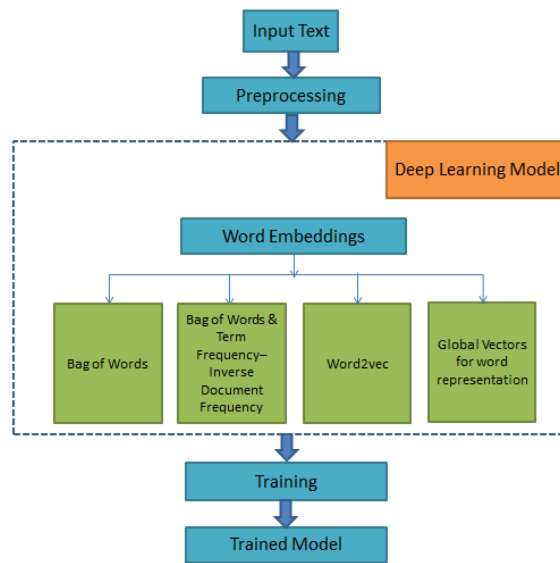 Input Text
Preprocessing
Deep Learning Model
Word Embeddings
Bag of Words
Bag of Words &
Term
Frequency–
Inverse
Document
Frequency
Word2vec
Global Vectors
for word
representation
Training
Trained Model